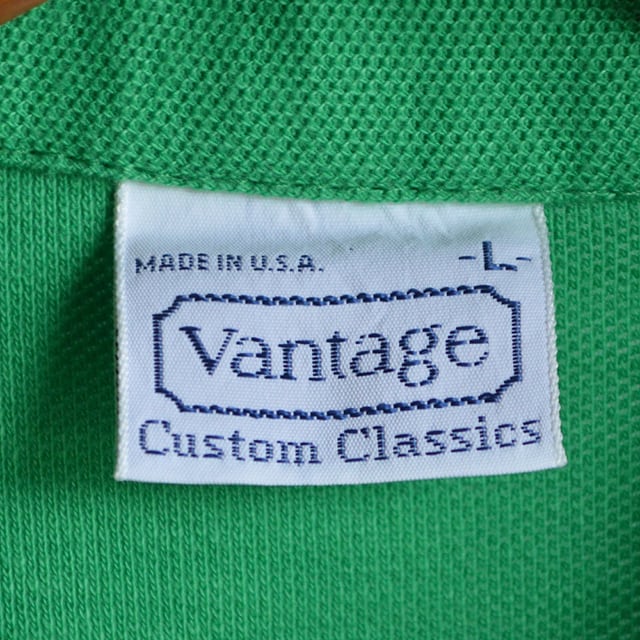 MADE IN U.S.A. -L-
Vantage
Custom Classics